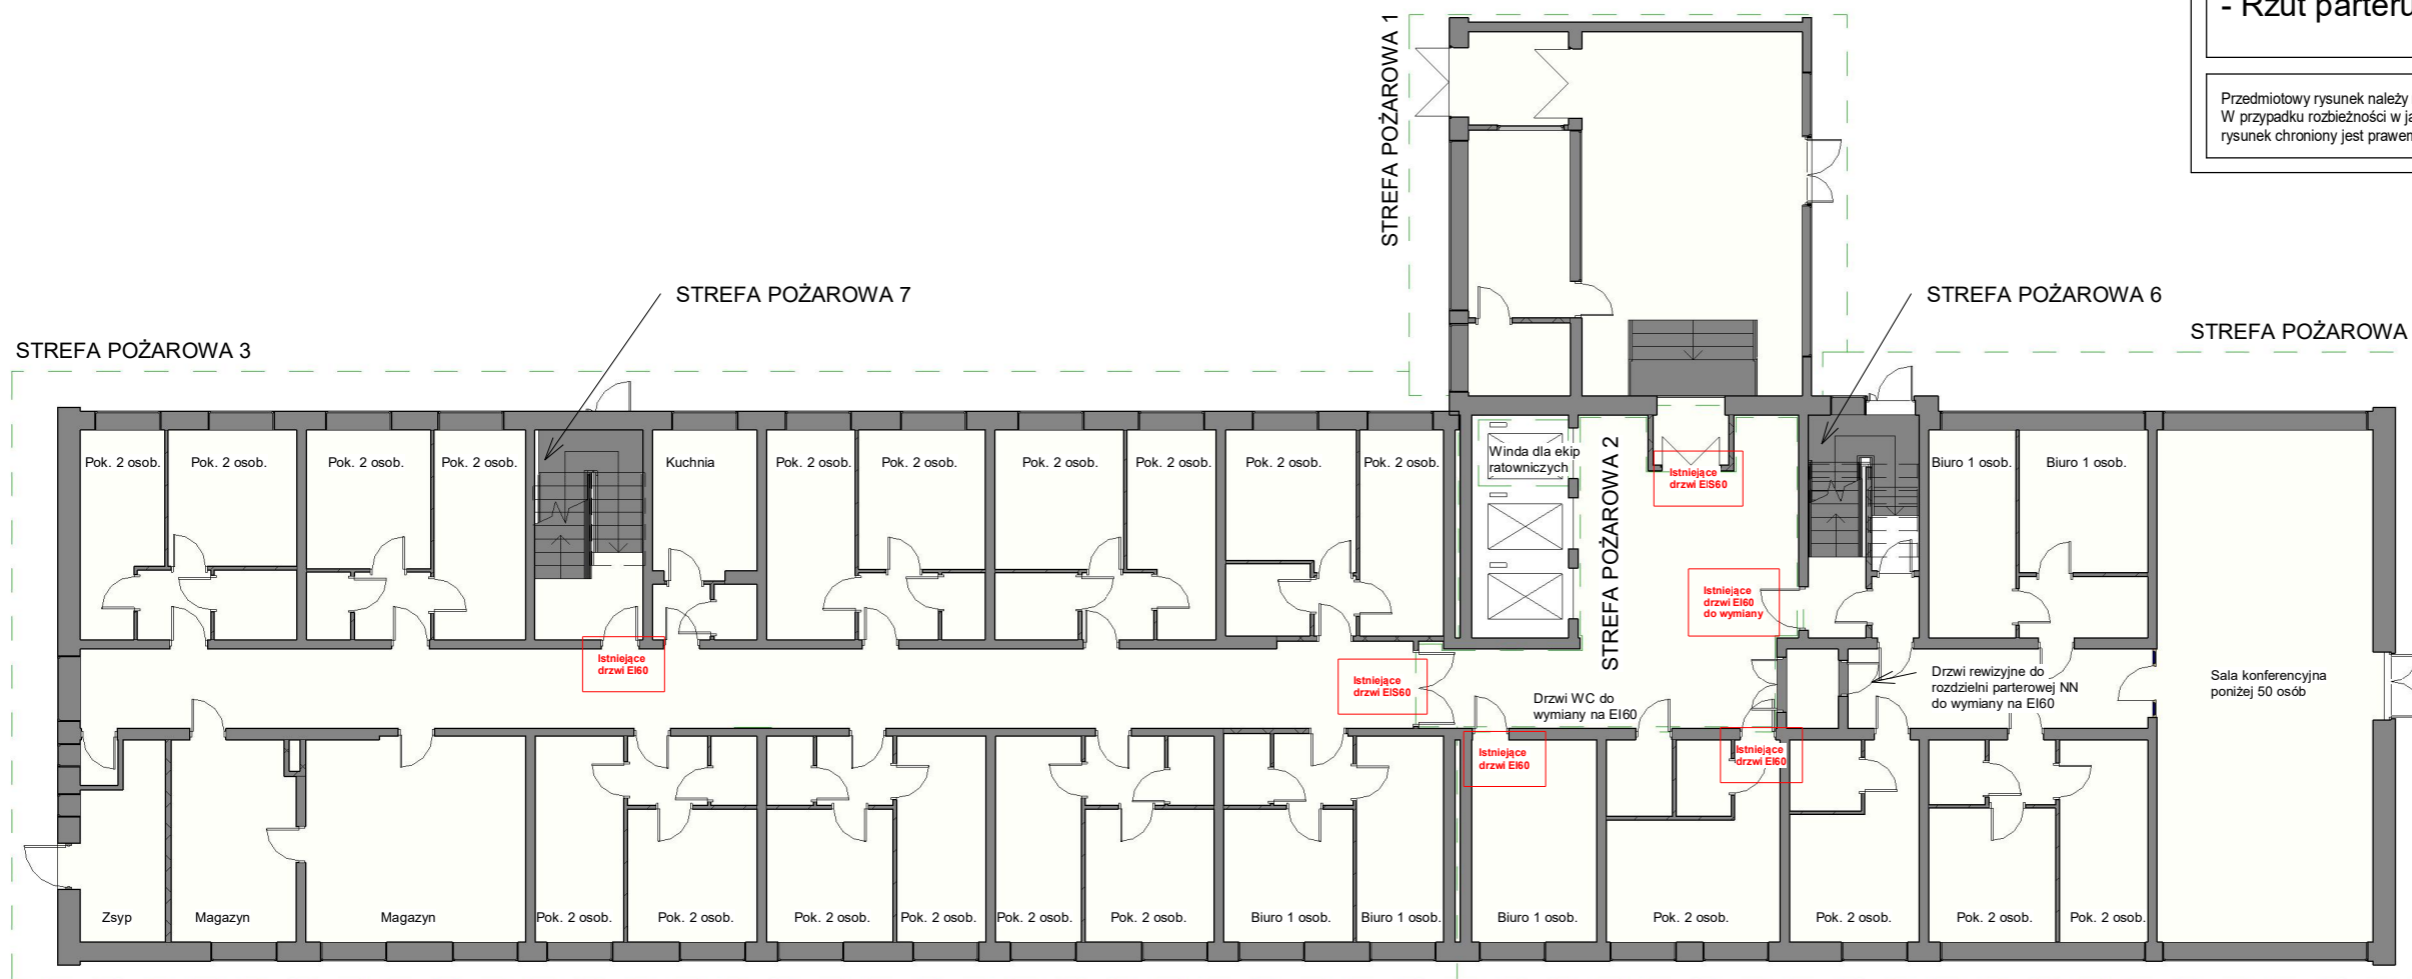 - Rzut parteru
Przedmiotowy rysunek należy
W przypadku rozbieżności w
rysunek chroniony jest prawem
STREFA POŻAROWA 1
STREFA POŻAROWA 7
STREFA POŻAROWA 6
STREFA POŻAROWA
STREFA POŻAROWA 3
Pok. 2 osob.
Pok. 2 osob.
Pok. 2 osob.
Pok. 2 osob.
Kuchnia
Pok. 2 osob.
Pok. 2 osob.
Pok. 2 osob.
Pok. 2 osob.
Pok. 2 osob.
Pok. 2 osob.
Winda dla ekip
ratowniczych
STREFA POŻAROWA 2
Istniejące
drzwi EIS60
Biuro 1 osob.
Biuro 1 osob.
Istniejące
drzwi EI60
do wymiany
Istniejące
drzwi EI60
Istniejące
drzwi EIS60
Drzwi WC do
wymiany na EI60
Drzwi rewizyjne do
rozdzielni parterowej NN
do wymiany na EI60
Sala konferencyjna
poniżej 50 osób
Istniejące
drzwi EI60
Istniejące
drzwi EI60
Zsyp
Magazyn
Magazyn
Pok. 2 osob.
Pok. 2 osob.
Pok. 2 osob.
Pok. 2 osob.
Pok. 2 osob.
Pok. 2 osob.
Biuro 1 osob.
Biuro 1 osob.
Biuro 1 osob.
Pok. 2 osob.
Pok. 2 osob.
Pok. 2 osob.
Pok. 2 osob.